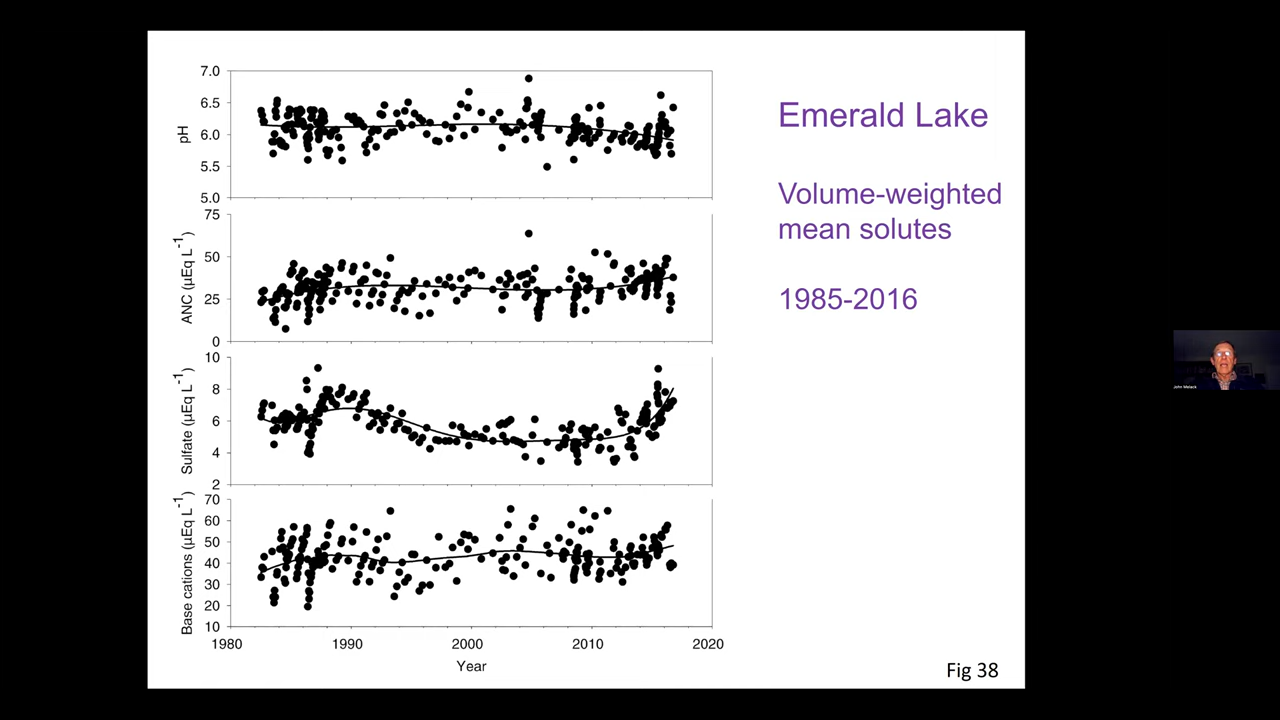 7.0
6.5
6.0
5.5
5.0
pH
75
50
25
0
ANC (µEq L⁻¹)
10
8
6
4
2
Sulfate (µEq L⁻¹)
70
60
50
40
30
20
10
Base cations (µEq L⁻¹)
1980 1990 2000 2010 2020
Year
Emerald Lake
Volume-weighted
mean solutes
1985-2016
Fig 38
John Melack